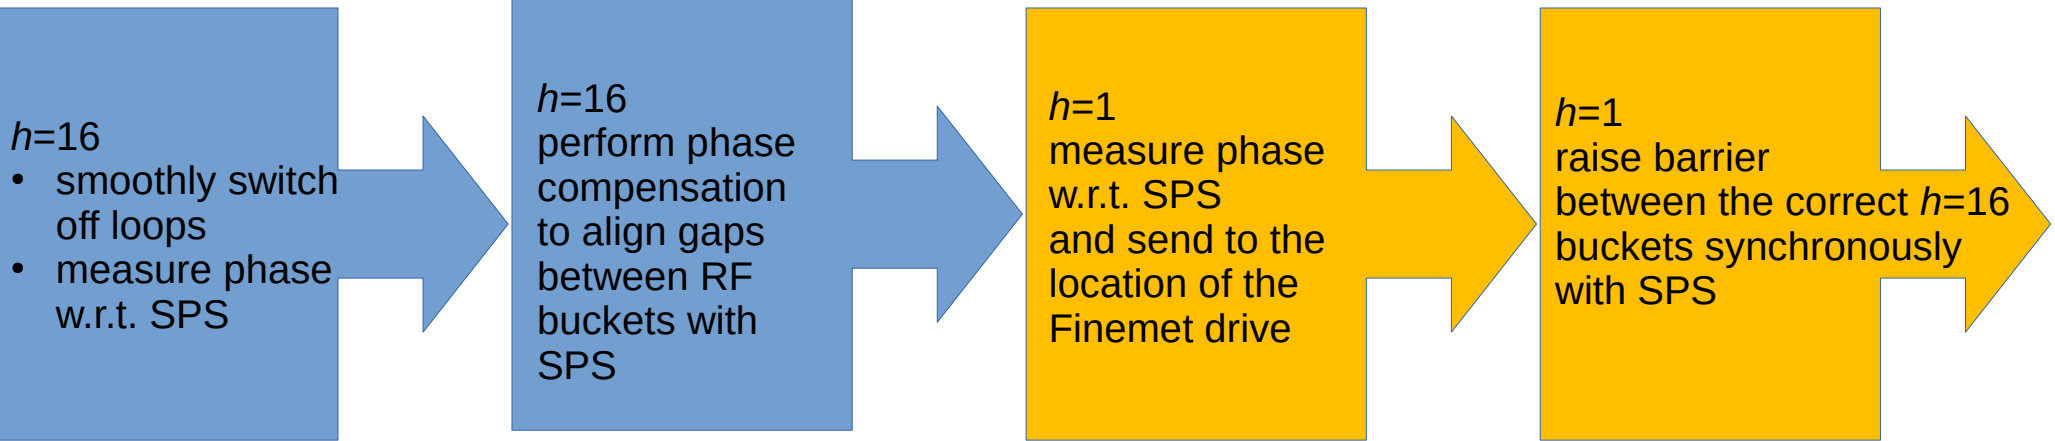 h=16
• smoothly switch
off loops
• measure phase
w.r.t. SPS
h=16
perform phase
compensation
to align gaps
between RF
buckets with
SPS
h=1
measure phase
w.r.t. SPS
and send to the
location of the
Finemet drive
h=1
raise barrier
between the correct h=16
buckets synchronously
with SPS